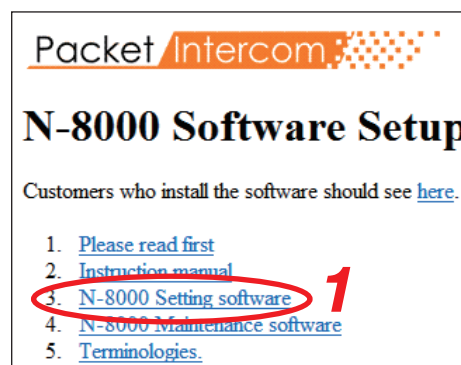 Packet Intercom
N-8000 Software Setup
Customers who install the software should see here.
1. Please read first
2. Instruction manual
3. N-8000 Setting software
1
4. N-8000 Maintenance software
5. Terminologies.